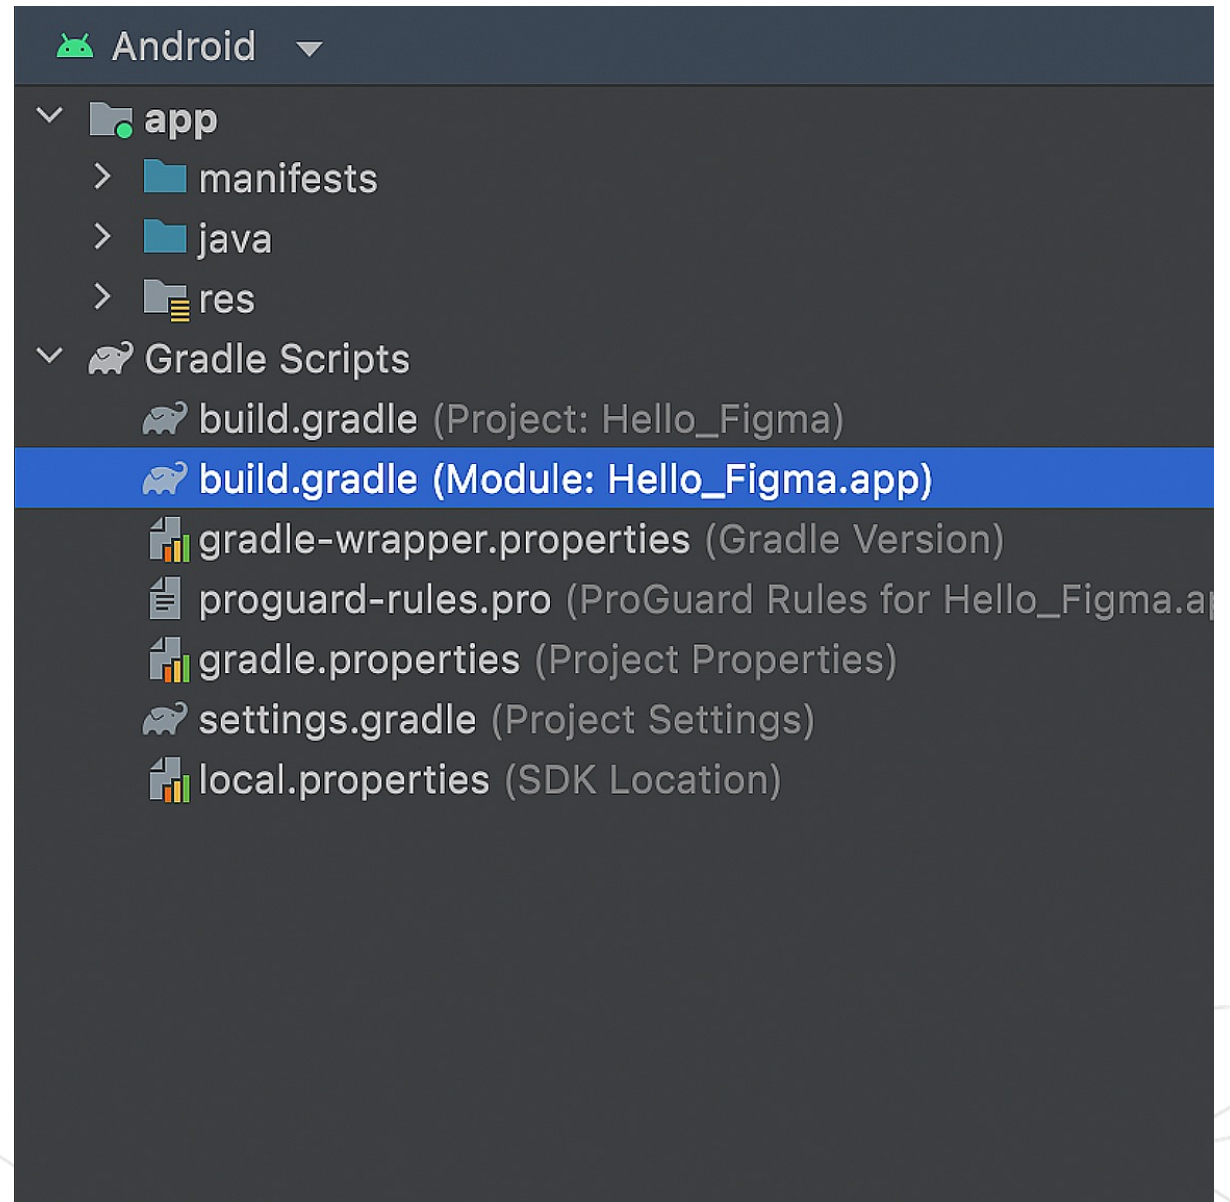 Android
app
manifests
java
res
Gradle Scripts
build.gradle (Project: Hello_Figma)
build.gradle (Module: Hello_Figma.app)
gradle-wrapper.properties (Gradle Version)
proguard-rules.pro (ProGuard Rules for Hello_Figma.ap
gradle.properties (Project Properties)
settings.gradle (Project Settings)
local.properties (SDK Location)